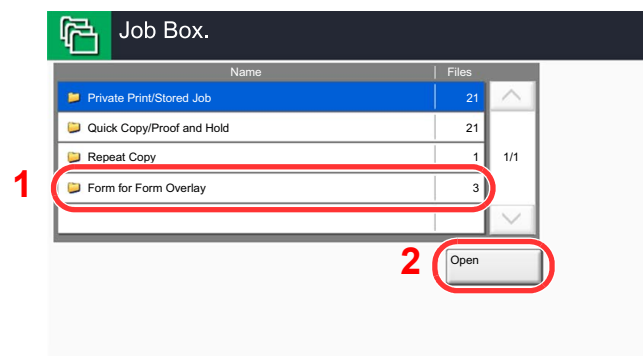 Job Box.
Name Files
Private Print/Stored Job 21
Quick Copy/Proof and Hold 21
Repeat Copy 1 1/1
1 Form for Form Overlay 3
2 Open